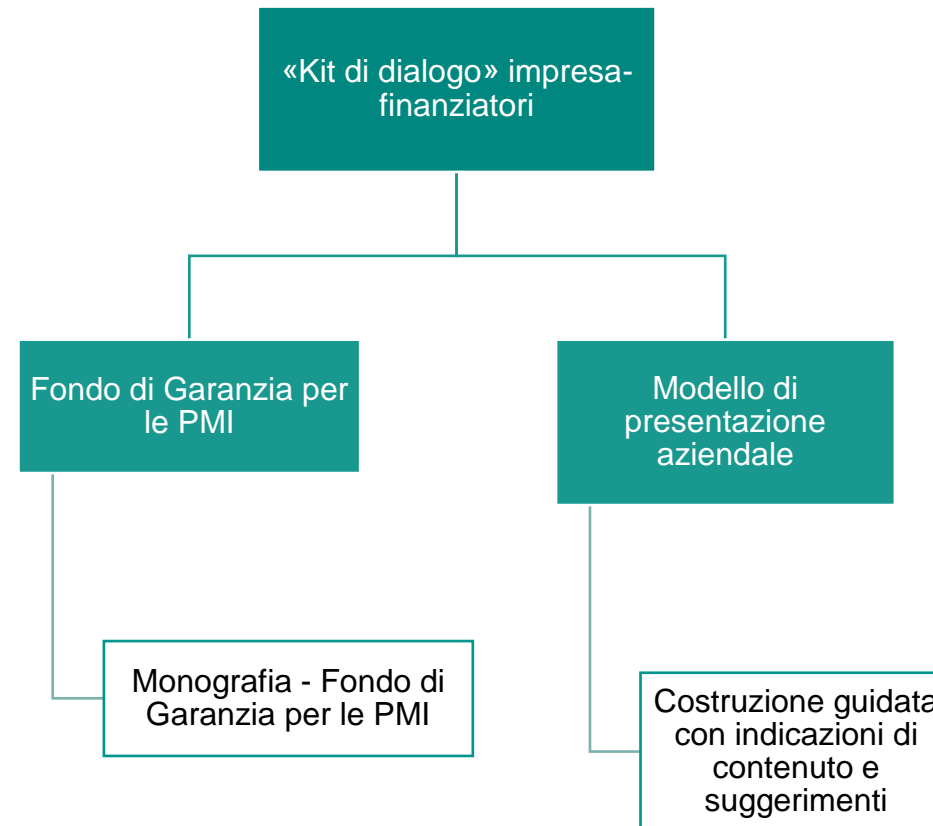 «Kit di dialogo» impresa-
finanziatori
Fondo di Garanzia per
le PMI
Modello di
presentazione
aziendale
Monografia - Fondo di
Garanzia per le PMI
Costruzione guidata
con indicazioni di
contenuto e
suggerimenti